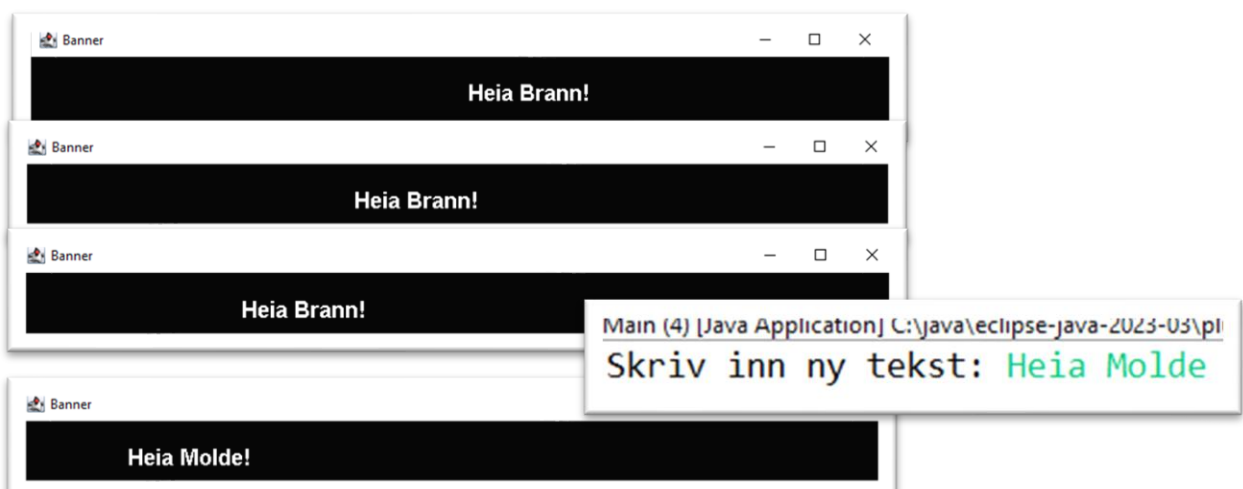 Banner
Heia Brann!
Banner
Heia Brann!
Banner
Heia Brann!
Main (4) [Java Application] C:\java\eclipse-java-2023-03\pl
Skriv inn ny tekst: Heia Molde
Banner
Heia Molde!